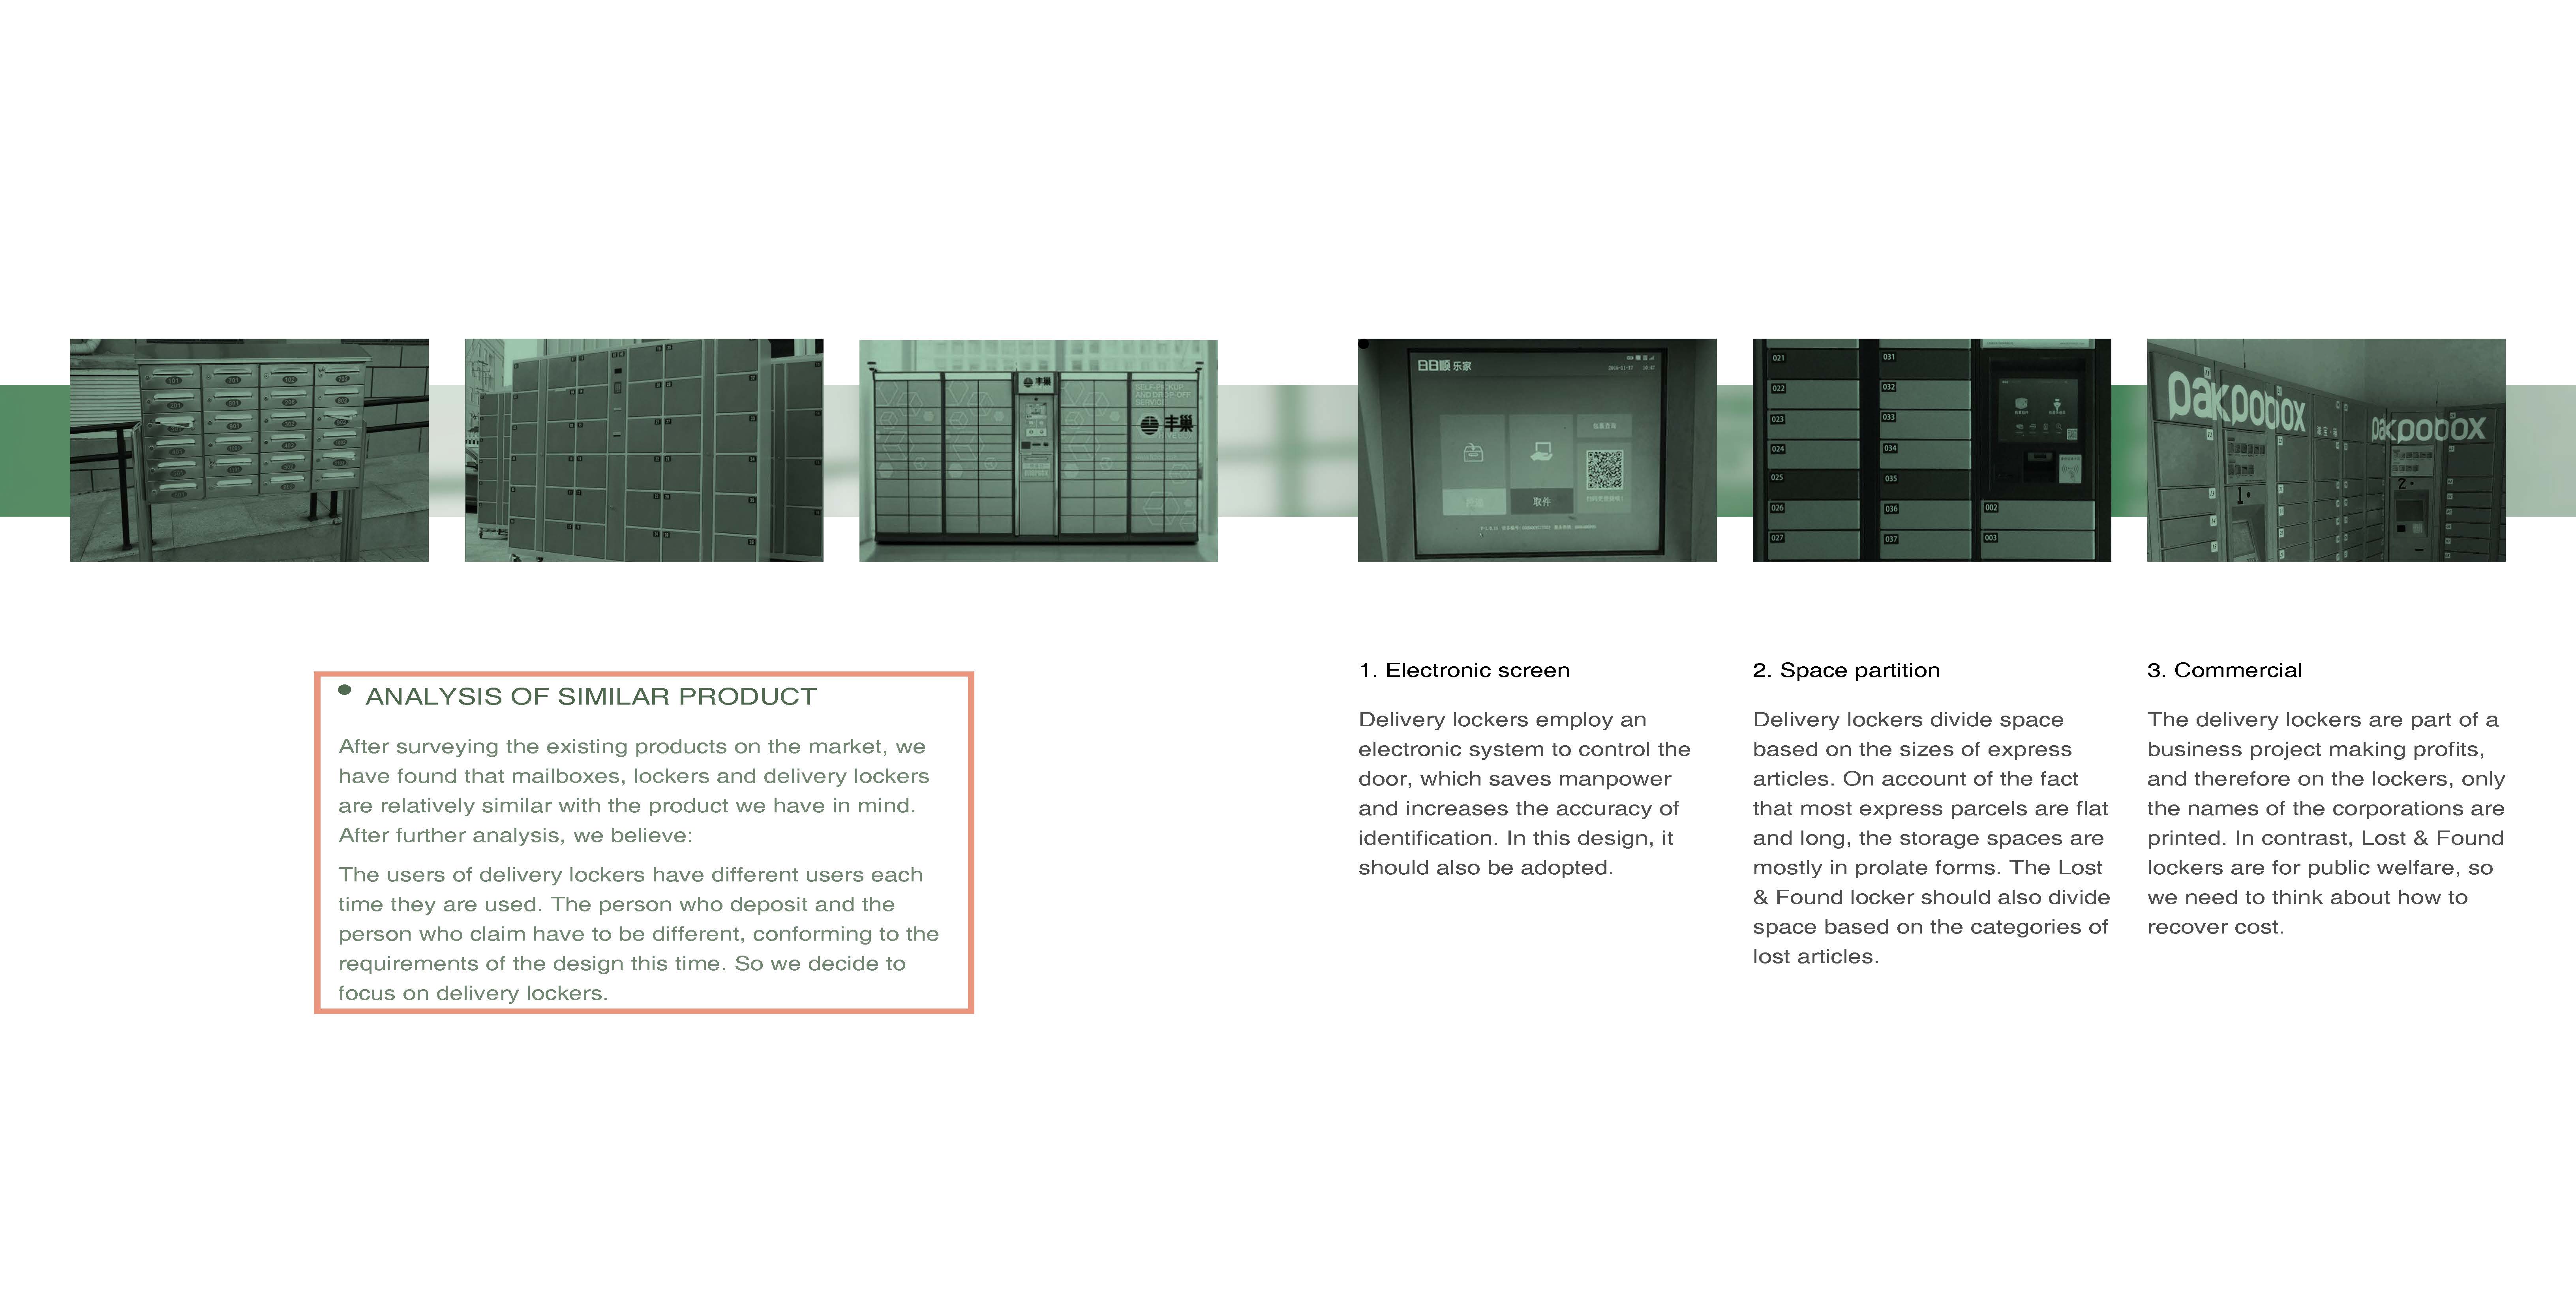 SELF-PICKUP
AND DROP-OFF
SERVICE
丰巢
丰巢
日日顺 乐家
取件
021
022
023
024
025
026
027
031
032
033
034
035
036
037
002
003
pakpobox
pakpobox
1
2
ANALYSIS OF SIMILAR PRODUCT
After surveying the existing products on the market, we
have found that mailboxes, lockers and delivery lockers
are relatively similar with the product we have in mind.
After further analysis, we believe:
The users of delivery lockers have different users each
time they are used. The person who deposit and the
person who claim have to be different, conforming to the
requirements of the design this time. So we decide to
focus on delivery lockers.
1. Electronic screen
Delivery lockers employ an
electronic system to control the
door, which saves manpower
and increases the accuracy of
identification. In this design, it
should also be adopted.
2. Space partition
Delivery lockers divide space
based on the sizes of express
articles. On account of the fact
that most express parcels are flat
and long, the storage spaces are
mostly in prolate forms. The Lost
& Found locker should also divide
space based on the categories of
lost articles.
3. Commercial
The delivery lockers are part of a
business project making profits,
and therefore on the lockers, only
the names of the corporations are
printed. In contrast, Lost & Found
lockers are for public welfare, so
we need to think about how to
recover cost.